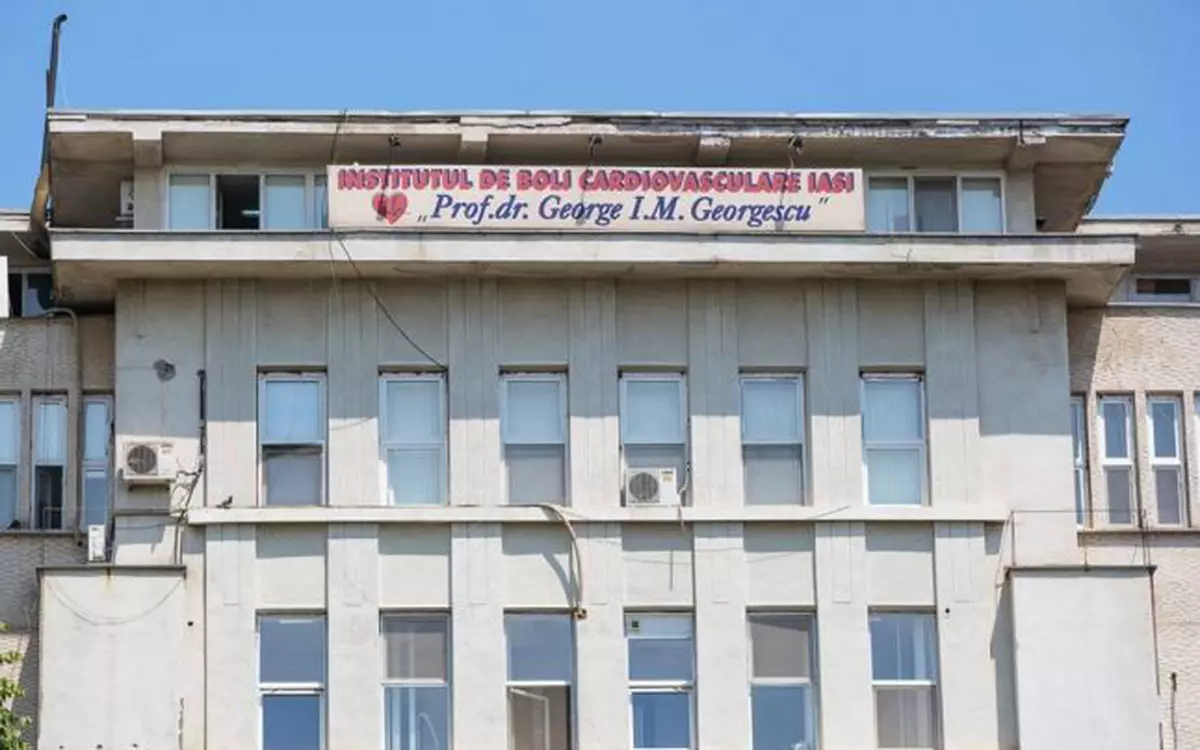 INSTITUTUL DE BOLI CARDIOVASCULARE IASI
„Prof.dr. George I.M. Georgescu"